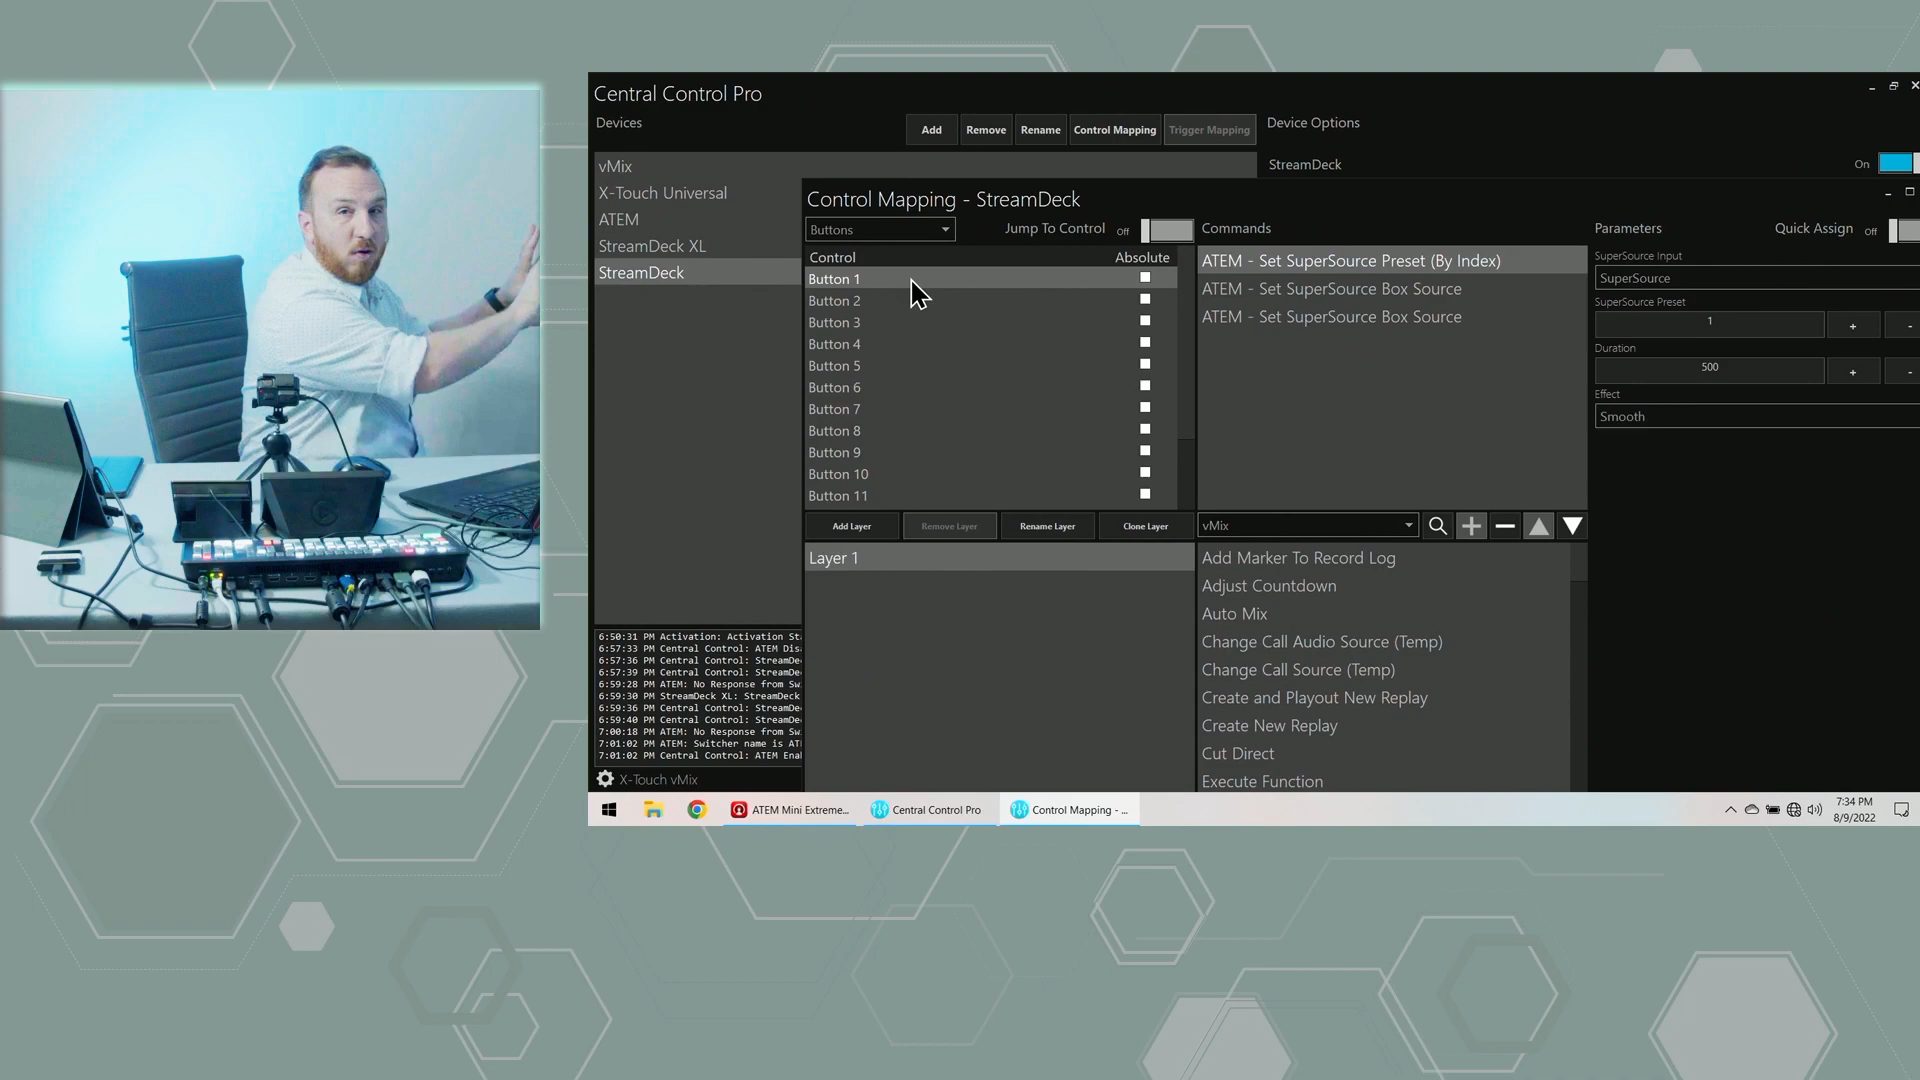 Central Control Pro
Devices
Add
Remove
Rename
Control Mapping
Trigger Mapping
Device Options
vMix
X-Touch Universal
ATEM
StreamDeck XL
StreamDeck
StreamDeck
On
Control Mapping - StreamDeck
Buttons
Jump To Control
Off
Commands
Parameters
Quick Assign
Off
Control
Absolute
Button 1
Button 2
Button 3
Button 4
Button 5
Button 6
Button 7
Button 8
Button 9
Button 10
Button 11
ATEM - Set SuperSource Preset (By Index)
ATEM - Set SuperSource Box Source
ATEM - Set SuperSource Box Source
SuperSource Input
SuperSource
SuperSource Preset
1
+
-
Duration
500
+
-
Effect
Smooth
Add Layer
Remove Layer
Rename Layer
Clone Layer
Layer 1
vMix
Add Marker To Record Log
Adjust Countdown
Auto Mix
Change Call Audio Source (Temp)
Change Call Source (Temp)
Create and Playout New Replay
Create New Replay
Cut Direct
Execute Function
6:50:31 PM Activation: Activation Sta
6:57:33 PM Central Control: ATEM Dis
6:57:36 PM Central Control: StreamDe
6:57:39 PM Central Control: StreamDe
6:59:28 PM ATEM: No Response from Sw
6:59:30 PM StreamDeck XL: StreamDeck
6:59:36 PM Central Control: StreamDe
6:59:40 PM Central Control: StreamDe
7:00:18 PM ATEM: No Response from Sw
7:01:02 PM ATEM: Switcher name is AT
7:01:02 PM Central Control: ATEM Ena
X-Touch vMix
ATEM Mini Extreme...
Central Control Pro
Control Mapping - ...
7:34 PM
8/9/2022